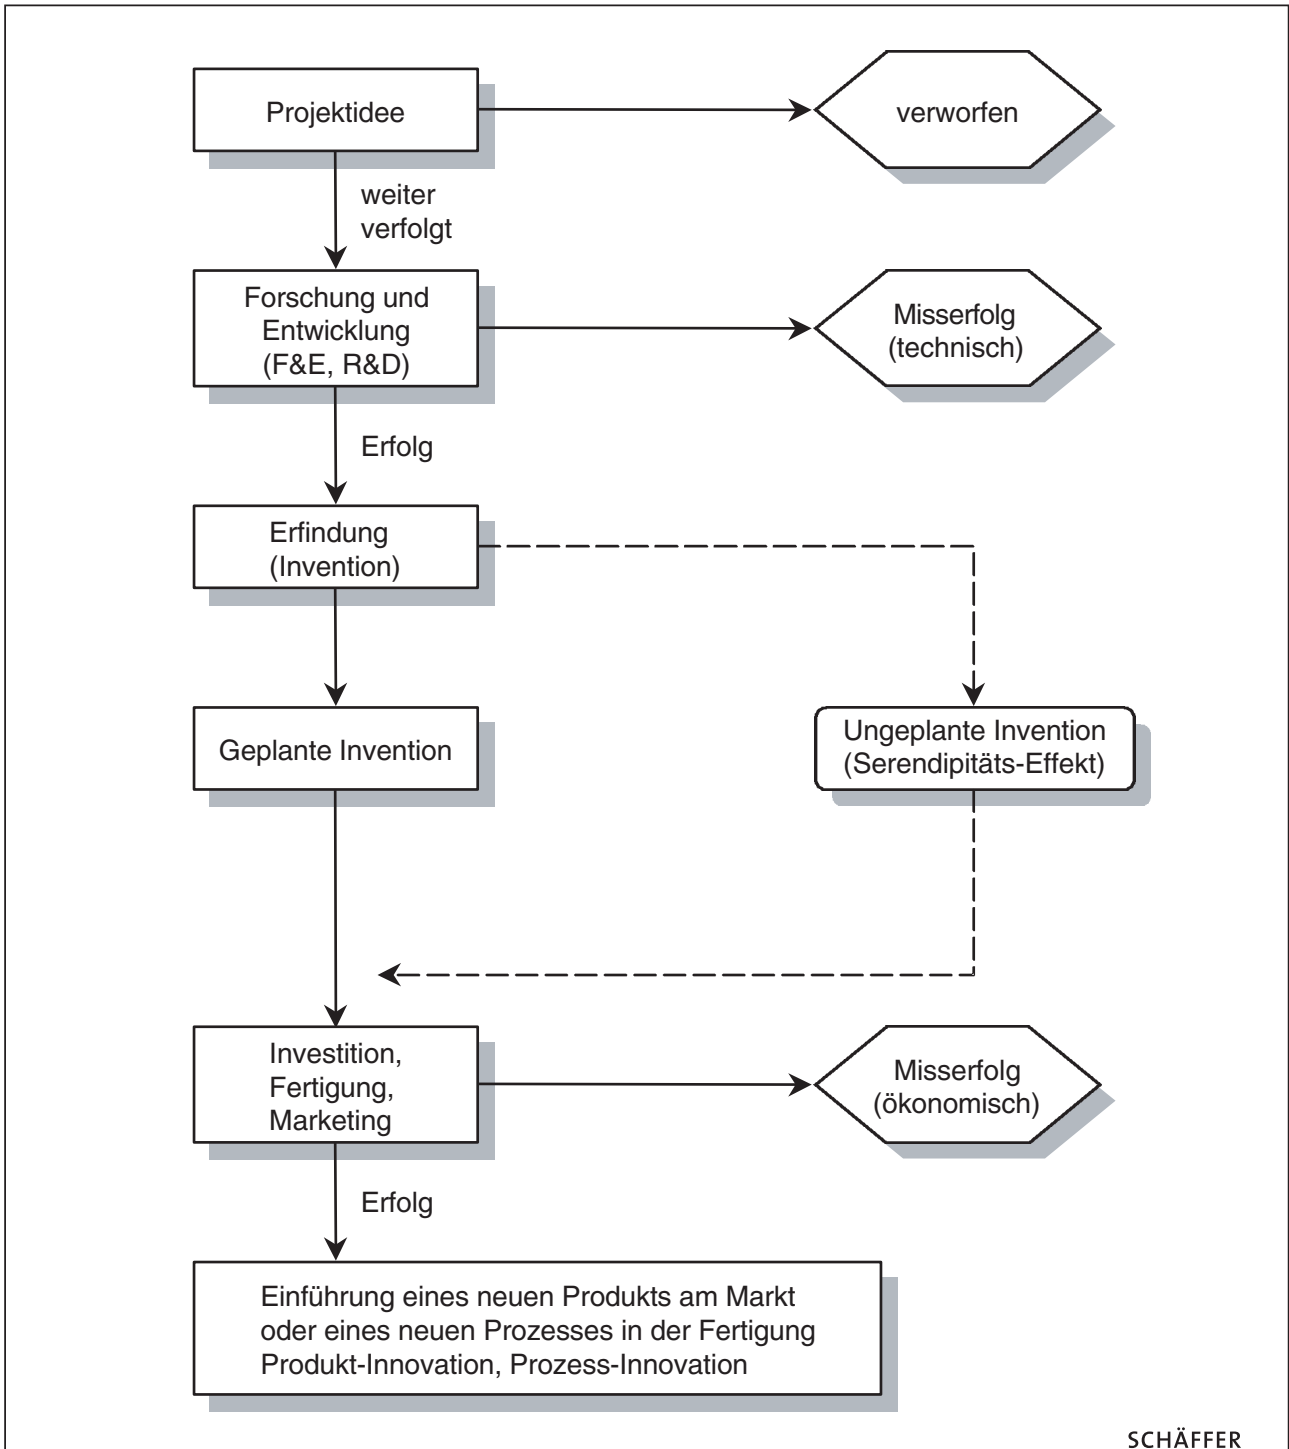 Projektidee
verworfen
weiter
verfolgt
Forschung und
Entwicklung
(F&E, R&D)
Misserfolg
(technisch)
Erfolg
Erfindung
(Invention)
Geplante Invention
Ungeplante Invention
(Serendipitäts-Effekt)
Investition,
Fertigung,
Marketing
Misserfolg
(ökonomisch)
Erfolg
Einführung eines neuen Produkts am Markt
oder eines neuen Prozesses in der Fertigung
Produkt-Innovation, Prozess-Innovation
SCHÄFFER